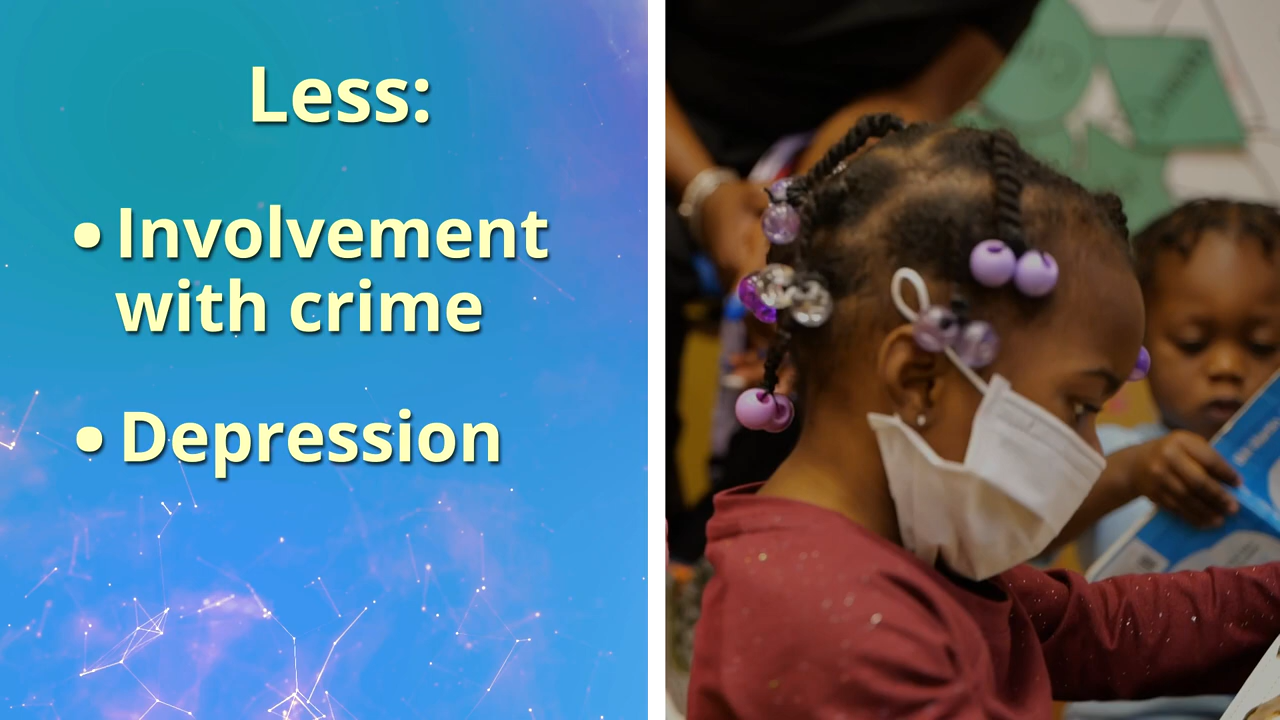 Less:
• Involvement
with crime
• Depression